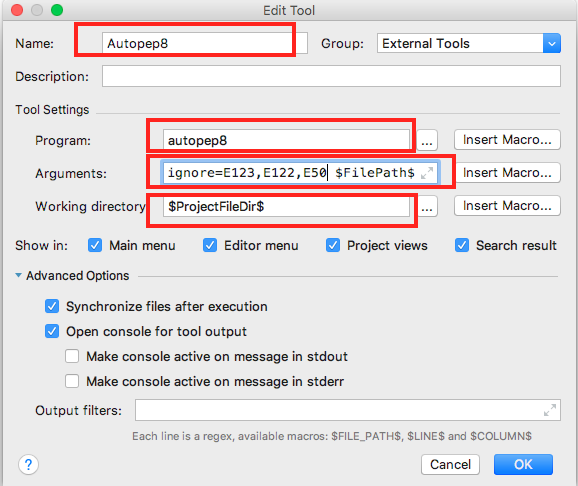 Edit Tool
Name: Autopep8 Group: External Tools
Description:
Tool Settings
Program: autopep8 ... Insert Macro...
Arguments: ignore=E123,E122,E50 $FilePath$ Insert Macro...
Working directory $ProjectFileDir$ ... Insert Macro...
Show in: Main menu Editor menu Project views Search result
Advanced Options
Synchronize files after execution
Open console for tool output
Make console active on message in stdout
Make console active on message in stderr
Output filters:
Each line is a regex, available macros: $FILE_PATH$, $LINE$ and $COLUMN$
? Cancel OK